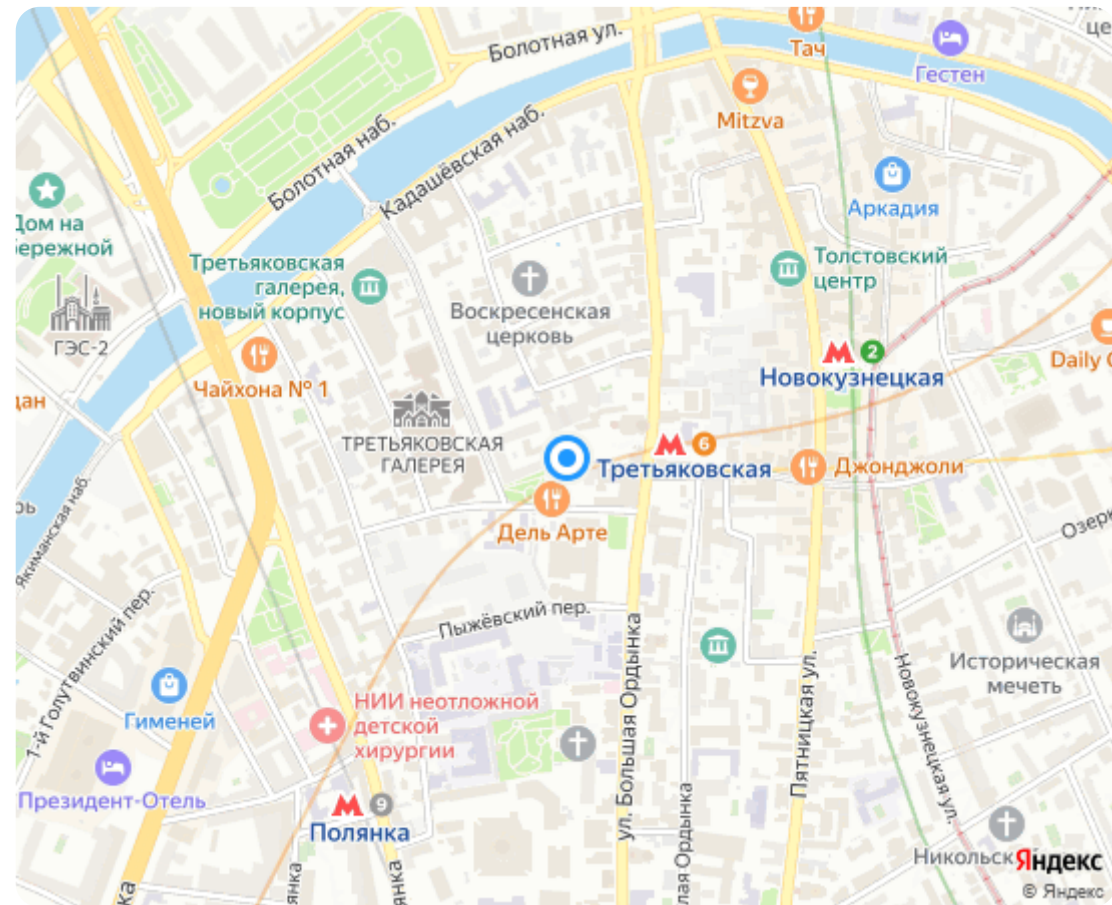 Болотная ул.
Тач
Гестен
Mitzva
Болотная наб.
Кадашёвская наб.
Аркадия
Дом на
бережной
Третьяковская
галерея,
новый корпус
Толстовский
центр
Воскресенская
церковь
ГЭС-2
2
Новокузнецкая
Daily
Чайхона № 1
ТРЕТЬЯКОВСКАЯ
ГАЛЕРЕЯ
6
Третьяковская
Джонджоли
Дель Арте
Якиманская наб.
Пыжёвский пер.
1-й Голутвинский пер.
Историческая
мечеть
НИИ неотложной
детской
хирургии
Гименей
ул. Большая Ордынка
Пятницкая ул.
Новокузнецкая ул.
Президент-Отель
9
Полянка
лая Ордынка
Никольск
Яндекс
© Яндекс